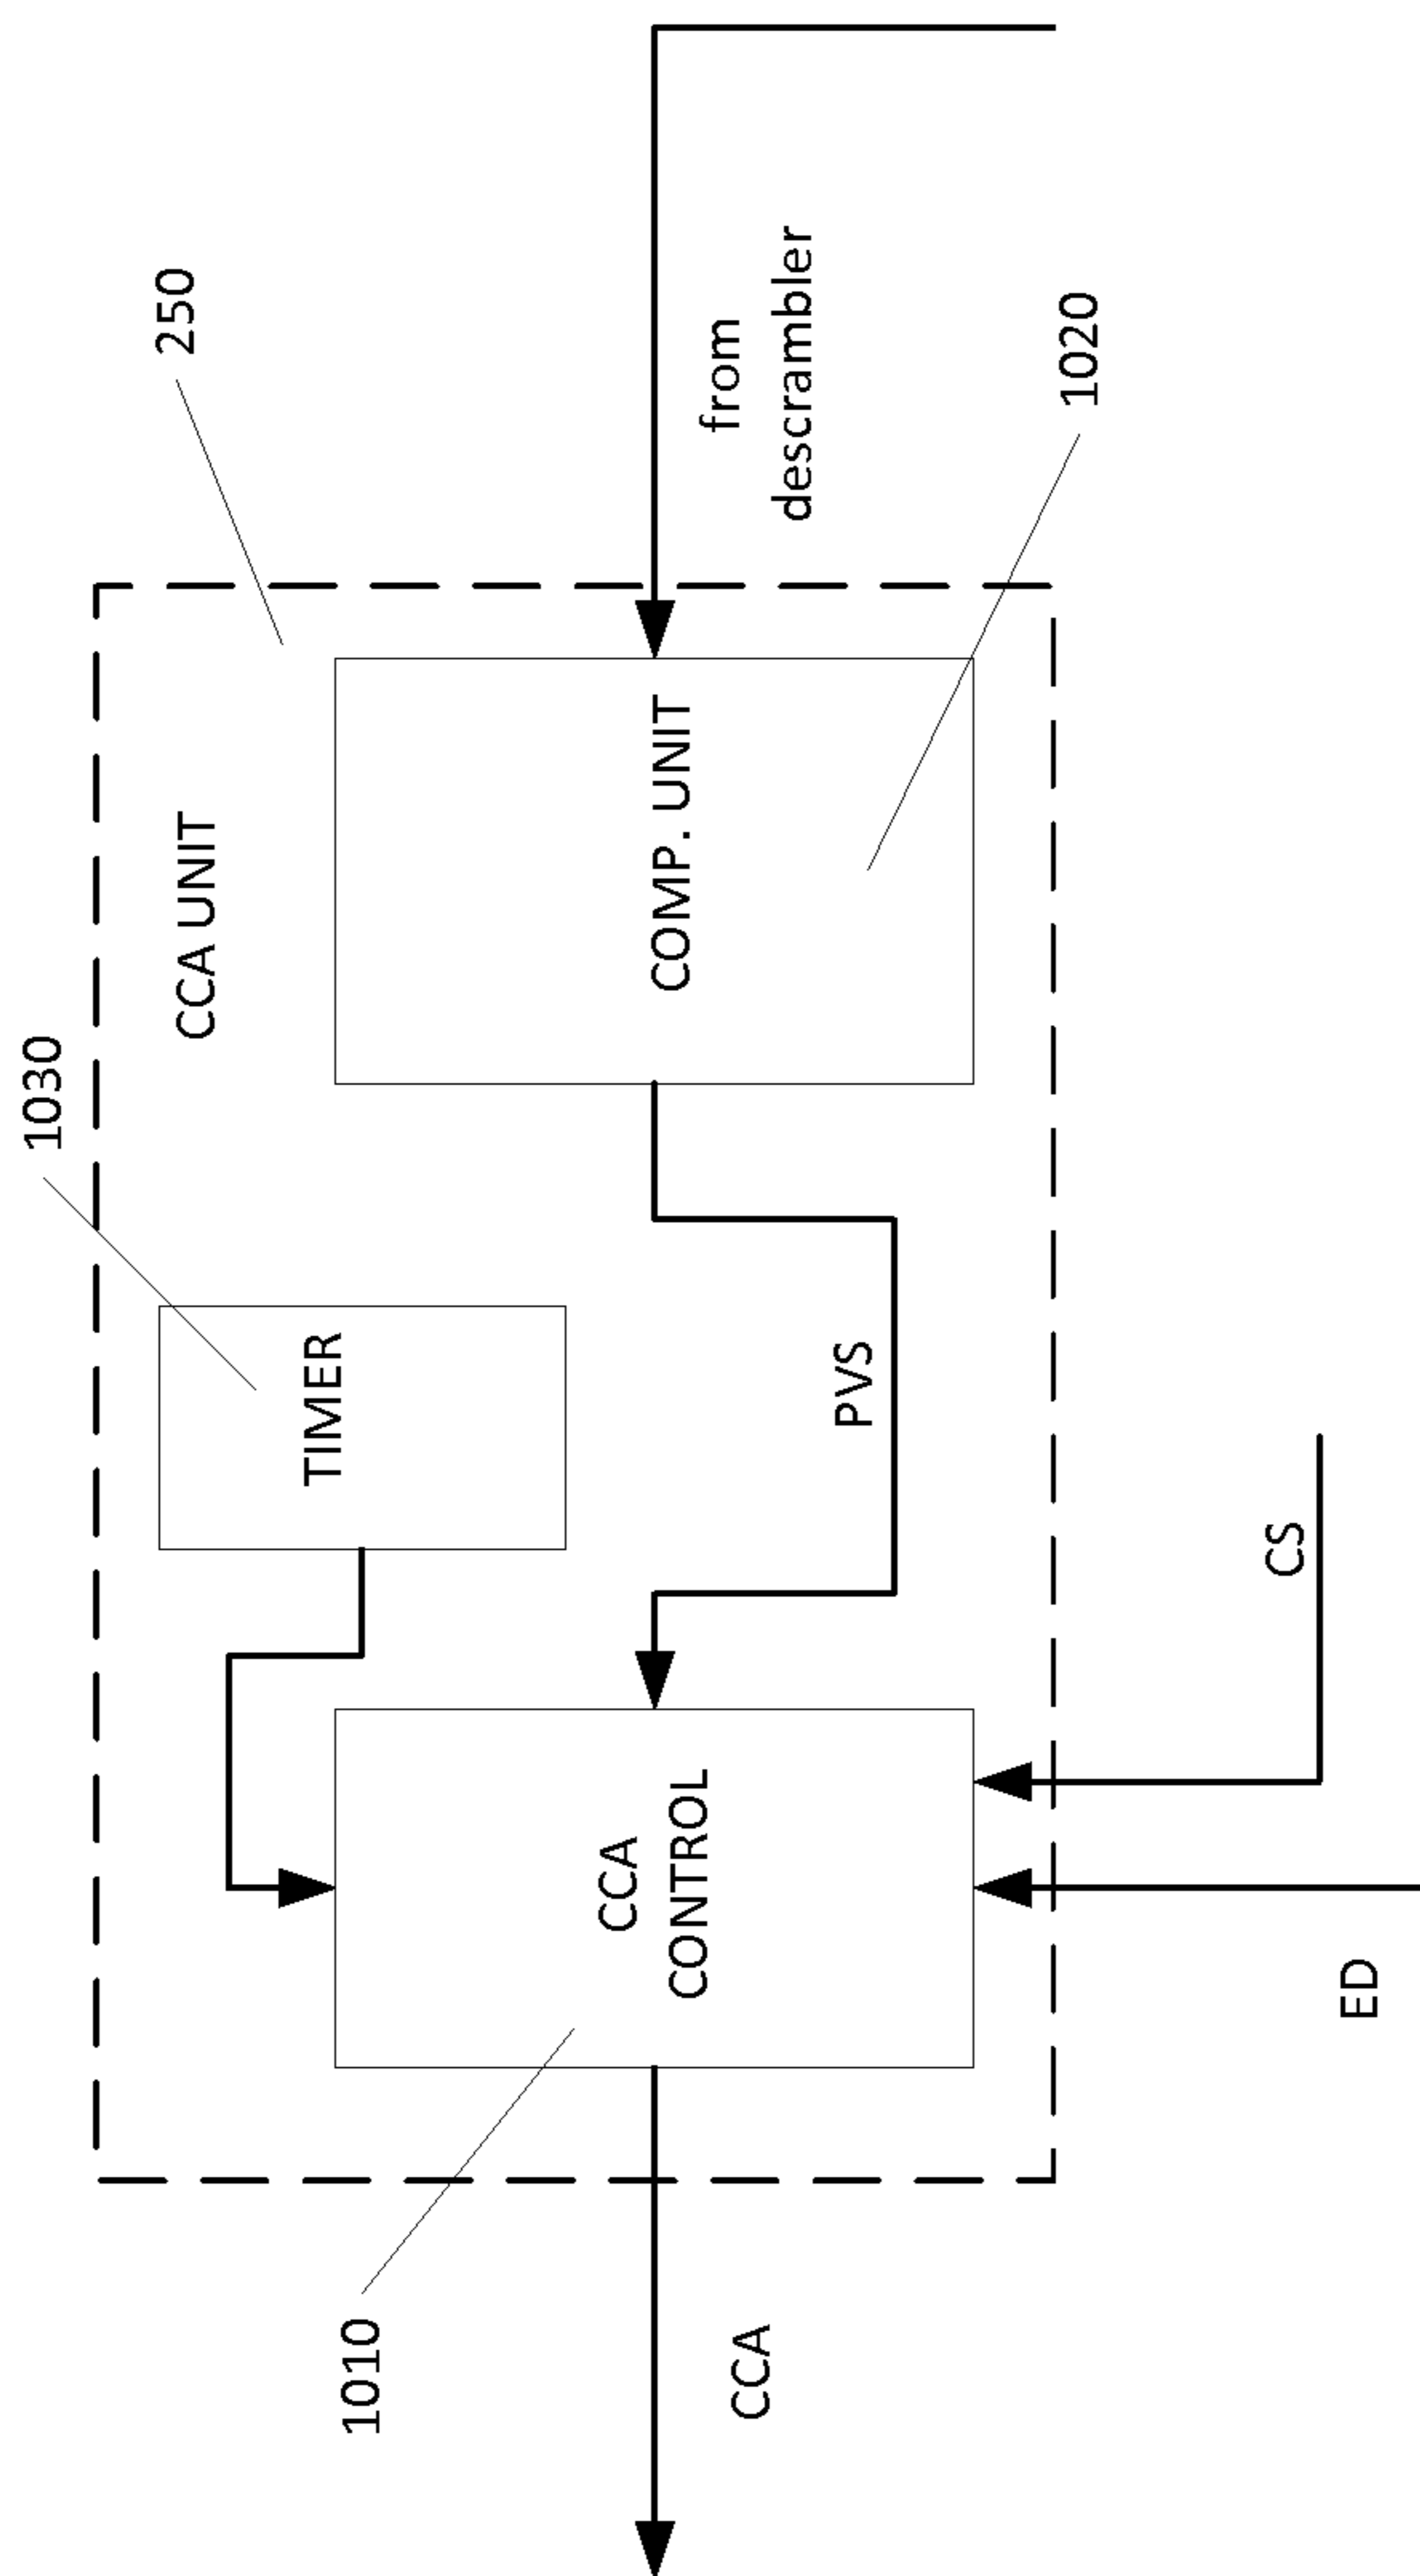 1010
CCA
CCA
CONTROL
ED
CS
1030
TIMER
PVS
CCA UNIT
250
COMP. UNIT
from
descrambler
1020